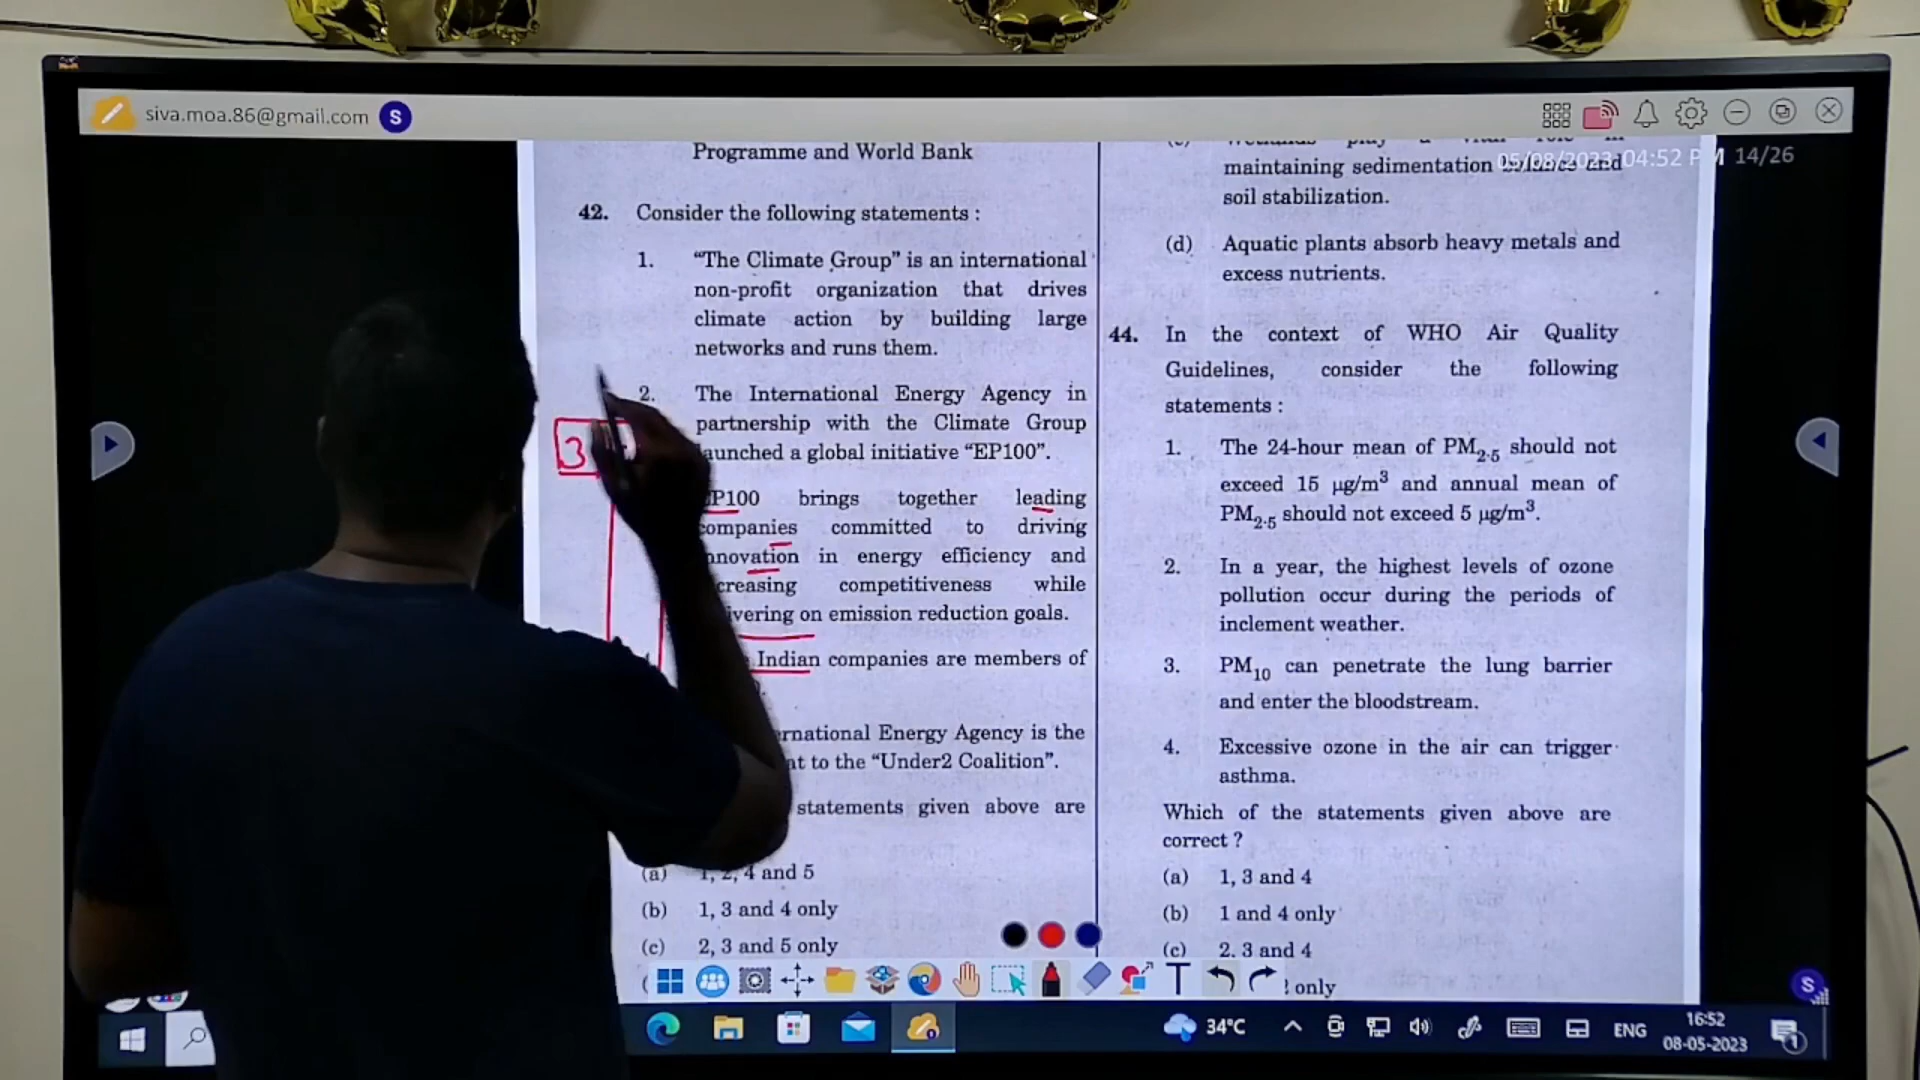 siva.moa.86@gmail.com S
05/08/2023 04:52 PM 14/26
Programme and World Bank
42. Consider the following statements :
1. “The Climate Group” is an international
non-profit organization that drives
climate action by building large
networks and runs them.
2. The International Energy Agency in
partnership with the Climate Group
launched a global initiative “EP100”.
3
EP100 brings together leading
companies committed to driving
innovation in energy efficiency and
increasing competitiveness while
delivering on emission reduction goals.
Indian companies are members of
International Energy Agency is the
to the “Under2 Coalition”.
statements given above are
(a) 1, 2, 4 and 5
(b) 1, 3 and 4 only
(c) 2, 3 and 5 only
maintaining sedimentation balance and
soil stabilization.
(d) Aquatic plants absorb heavy metals and
excess nutrients.
44. In the context of WHO Air Quality
Guidelines, consider the following
statements :
1. The 24-hour mean of PM2.5 should not
exceed 15 µg/m³ and annual mean of
PM2.5 should not exceed 5 µg/m³.
2. In a year, the highest levels of ozone
pollution occur during the periods of
inclement weather.
3. PM10 can penetrate the lung barrier
and enter the bloodstream.
4. Excessive ozone in the air can trigger
asthma.
Which of the statements given above are
correct ?
(a) 1, 3 and 4
(b) 1 and 4 only
(c) 2, 3 and 4
only
S
34°C
ENG
16:52
08-05-2023